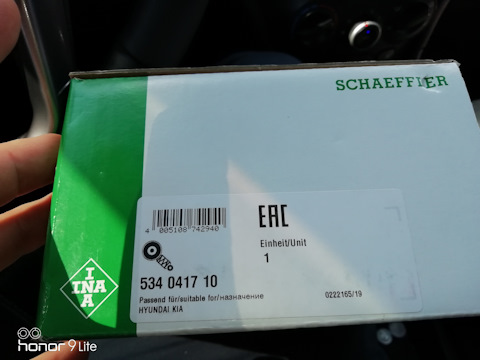 SCHAEFFLER
4 005108 742940
EAC
Einheit/Unit
1
534 0417 10
Passend für/suitable for/назначение
HYUNDAI,KIA
0222165/19
I
INA
A
honor 9 Lite